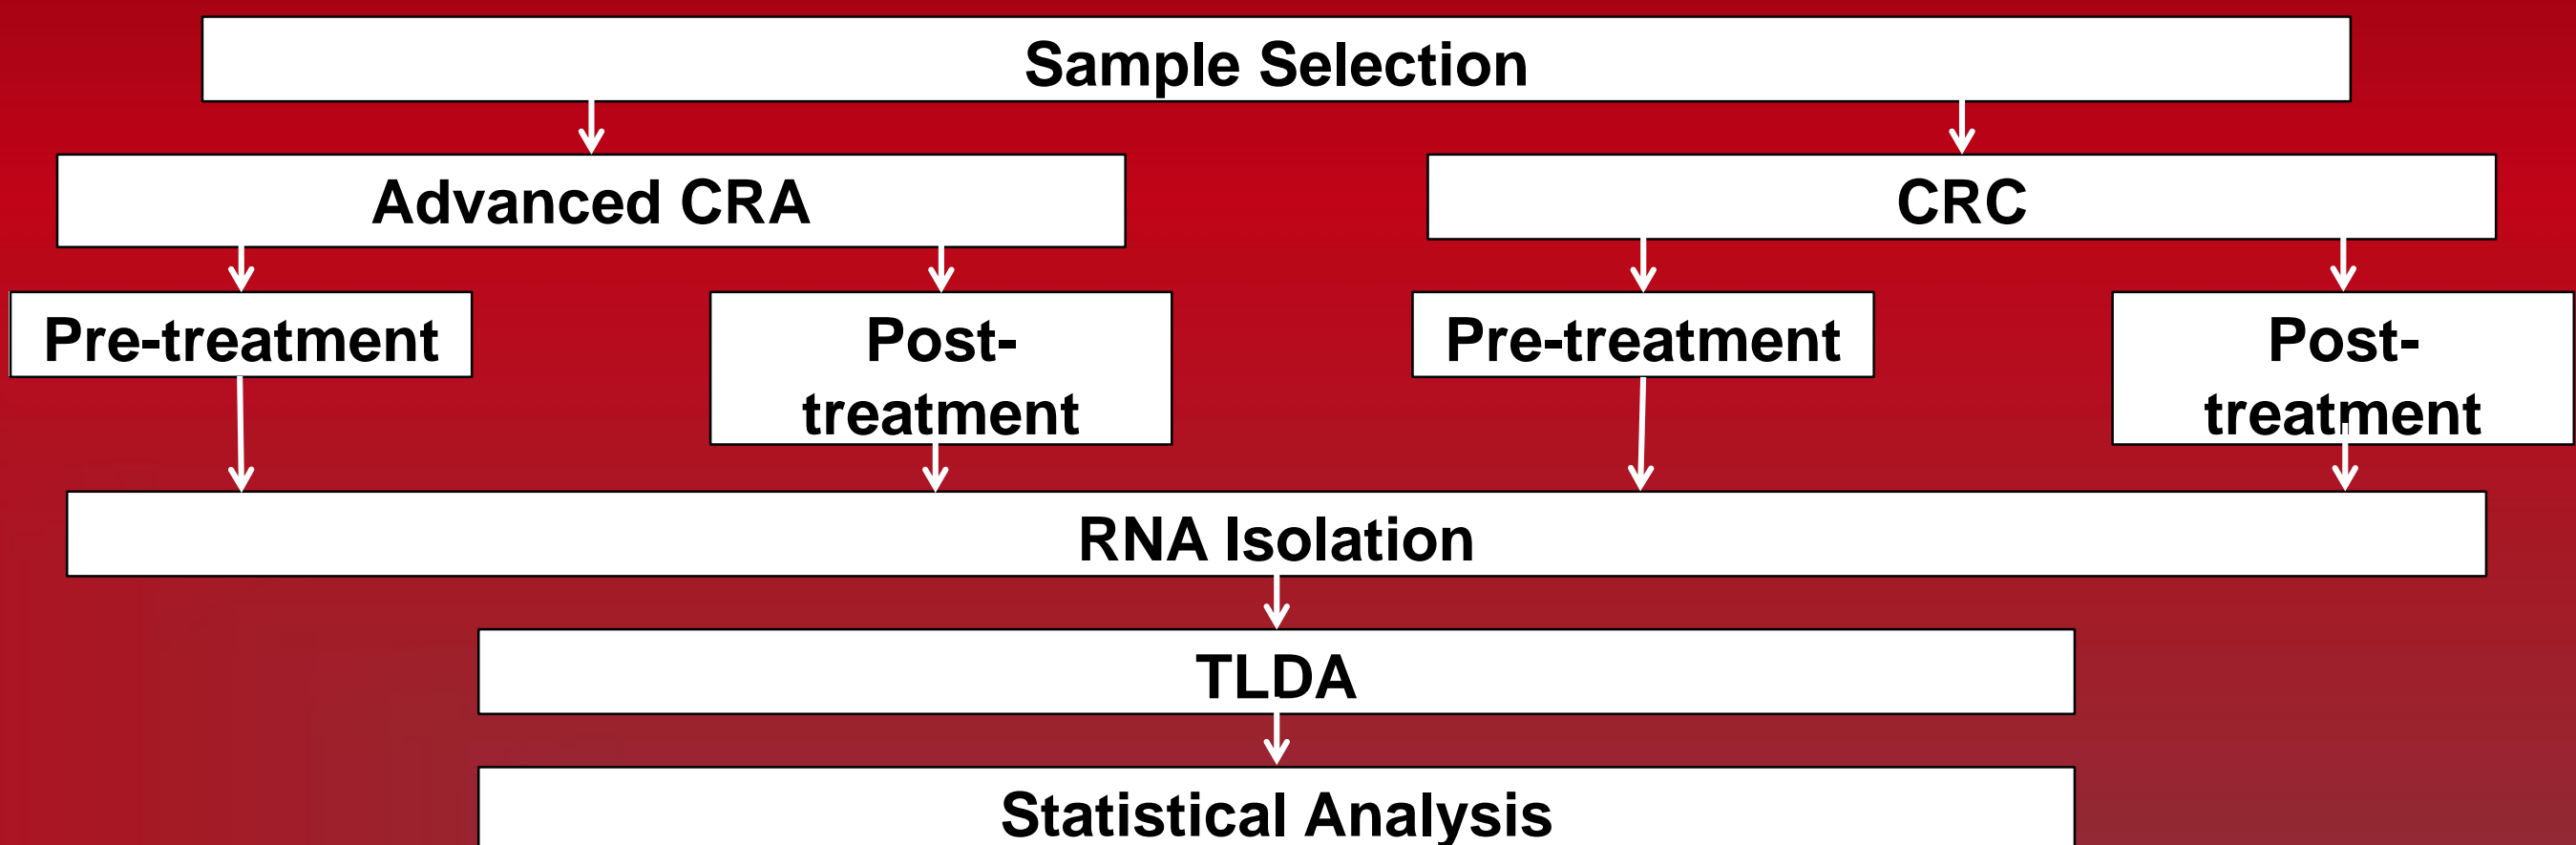 Sample Selection
Advanced CRA
CRC
Pre-treatment
Post-
treatment
Pre-treatment
Post-
treatment
RNA Isolation
TLDA
Statistical Analysis